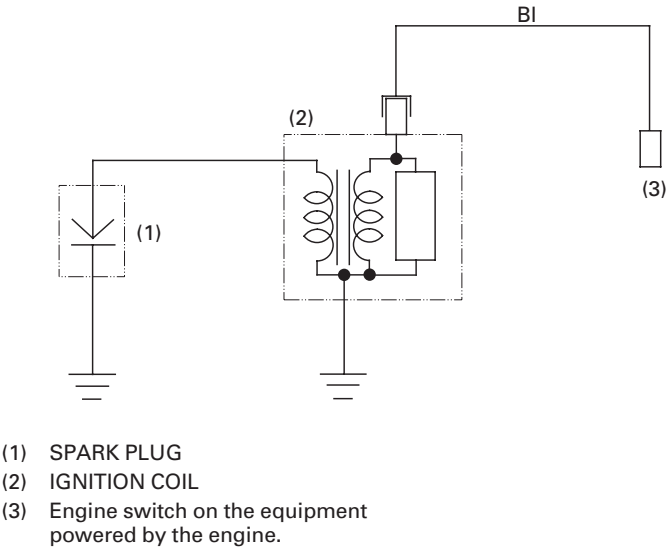 Bl
(2)
(1)
(3)
(1) SPARK PLUG
(2) IGNITION COIL
(3) Engine switch on the equipment
powered by the engine.